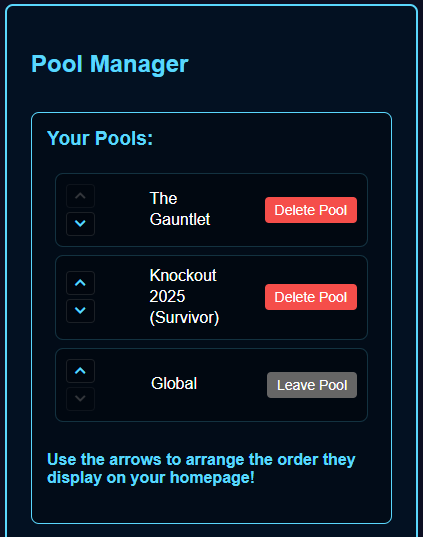 Pool Manager
Your Pools:
The
Gauntlet
Delete Pool
Knockout
2025
(Survivor)
Delete Pool
Global
Leave Pool
Use the arrows to arrange the order they
display on your homepage!